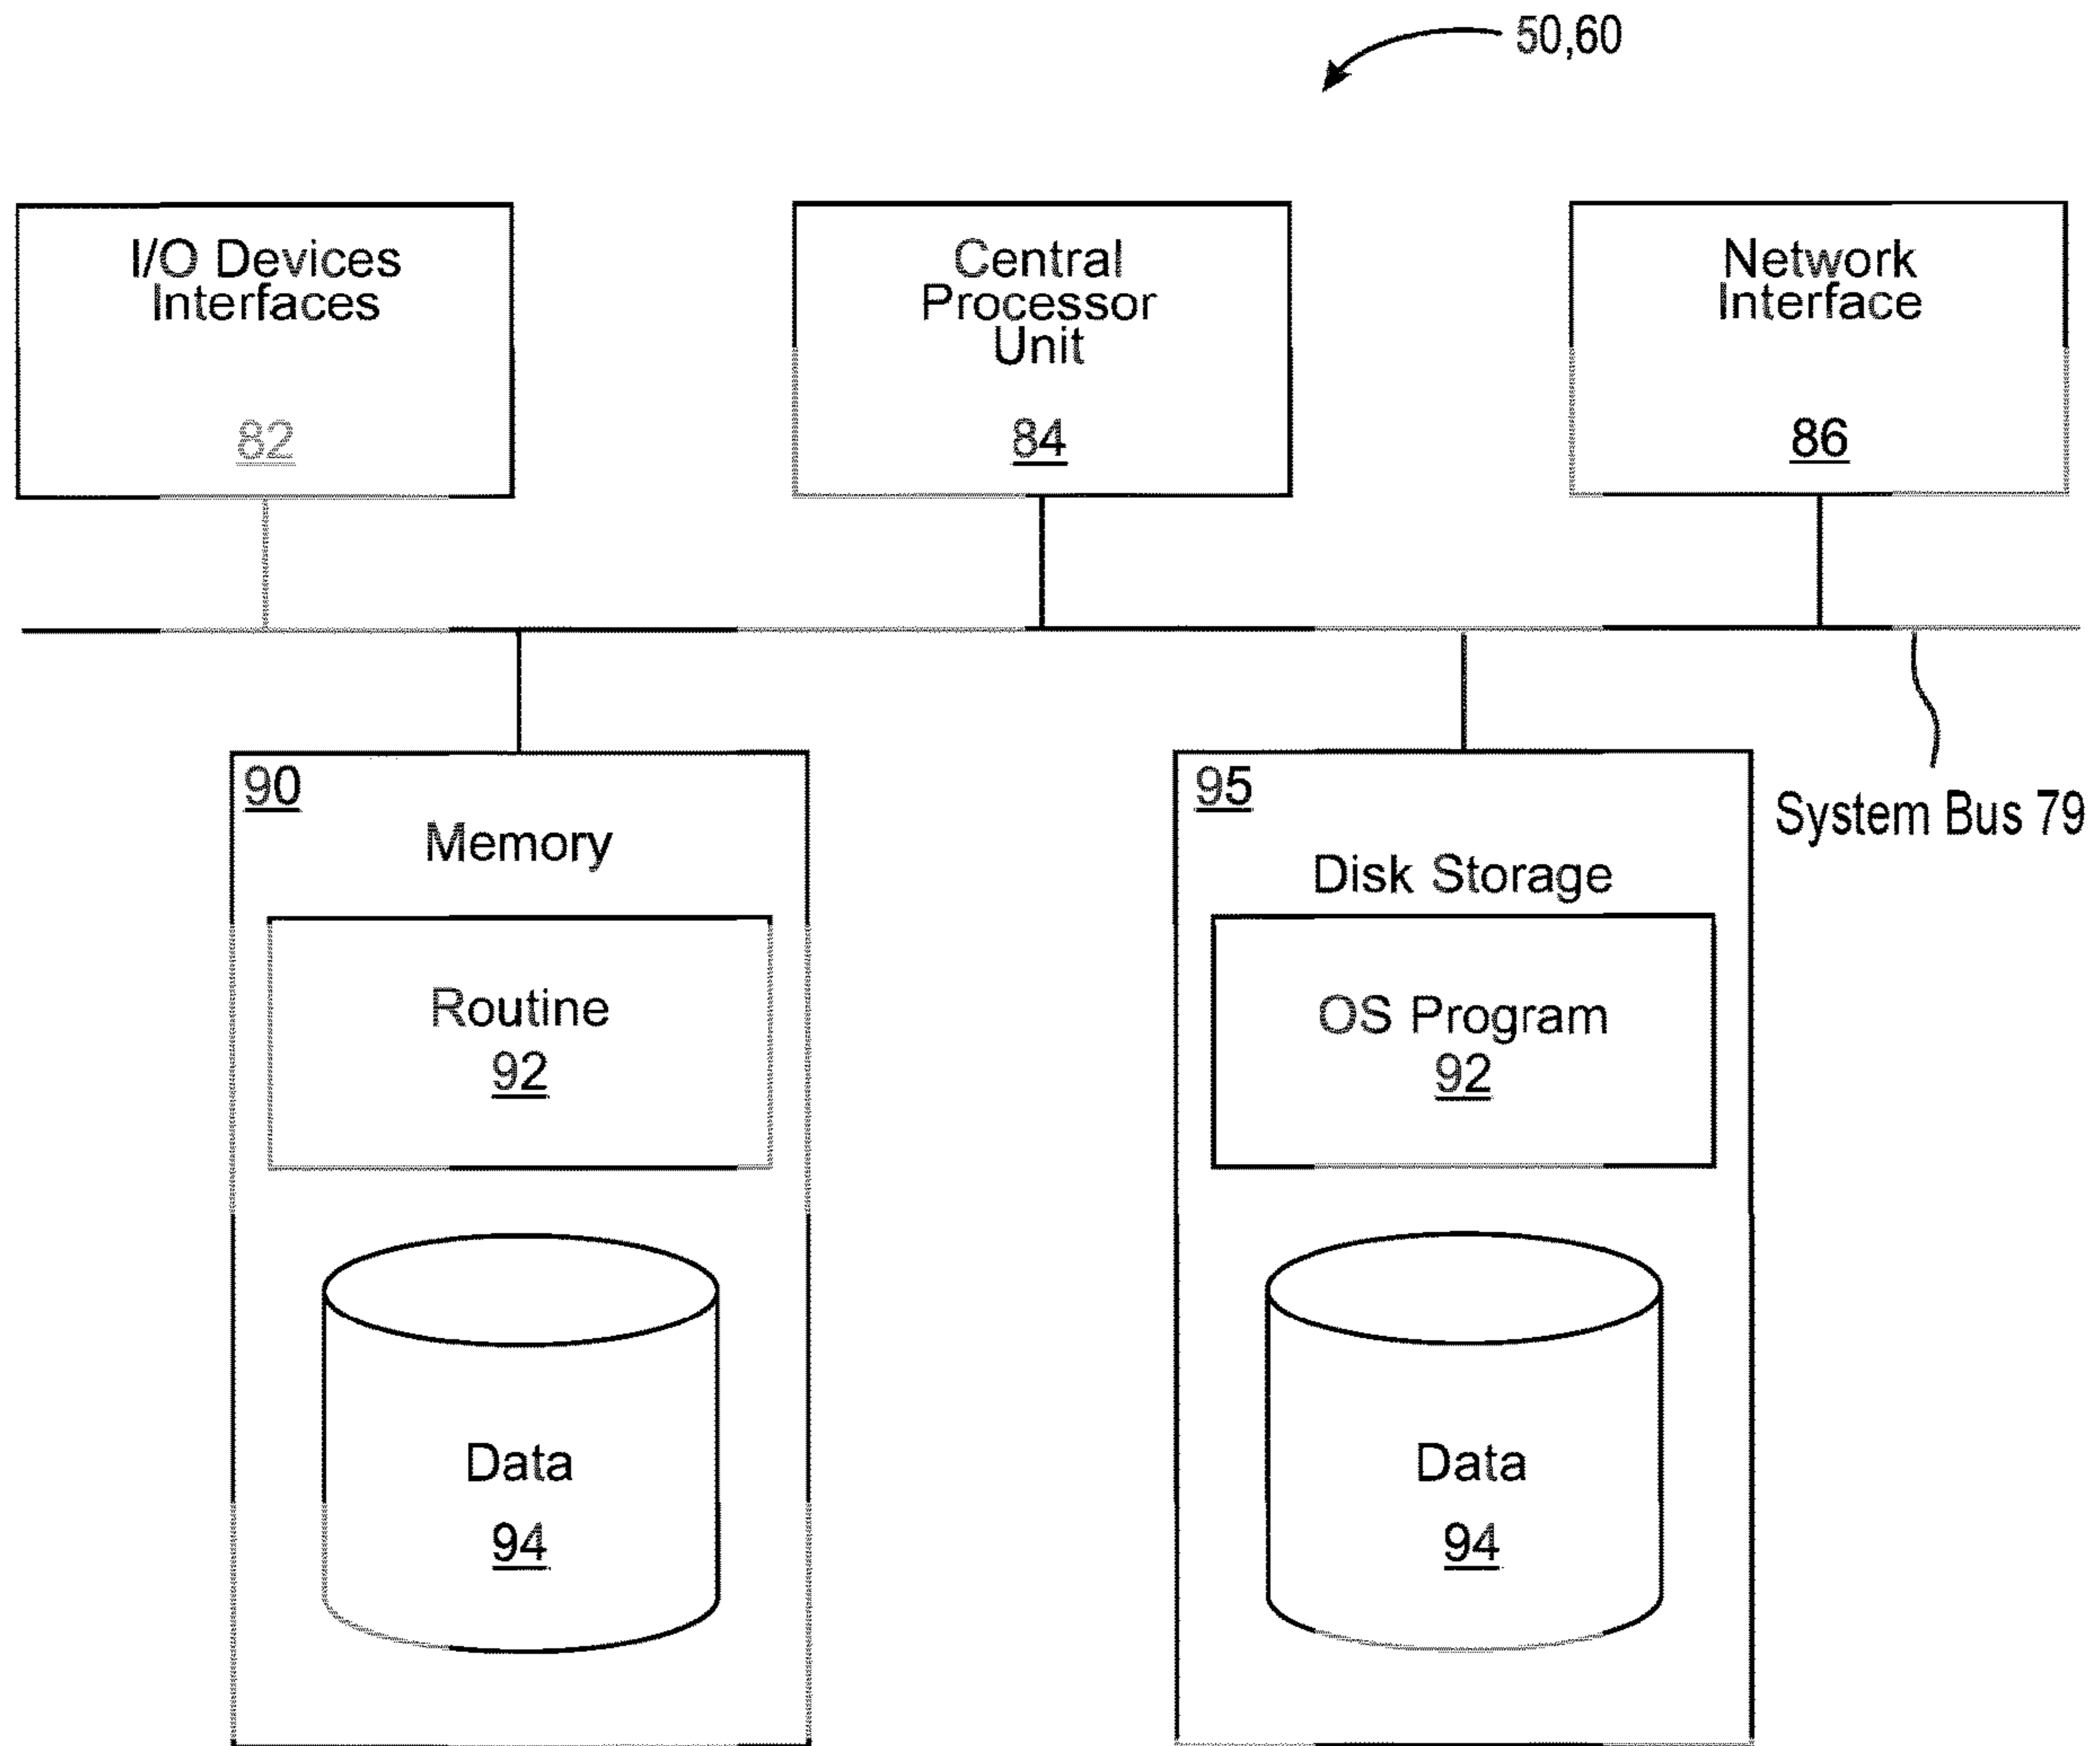 50,60
I/O Devices
Interfaces
82
Central
Processor
Unit
84
Network
Interface
86
System Bus 79
90
Memory
Routine
92
Data
94
95
Disk Storage
OS Program
92
Data
94